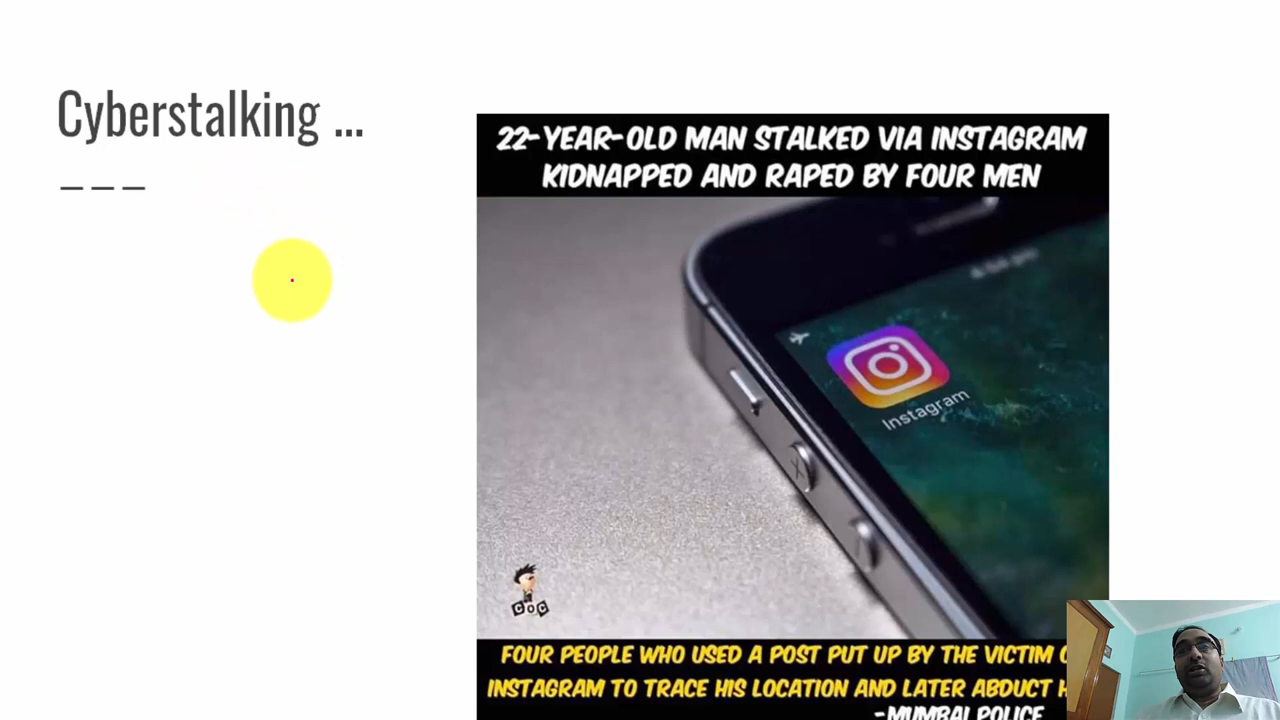 Cyberstalking ...
22-YEAR-OLD MAN STALKED VIA INSTAGRAM
KIDNAPPED AND RAPED BY FOUR MEN
Instagram
COC
FOUR PEOPLE WHO USED A POST PUT UP BY THE VICTIM
INSTAGRAM TO TRACE HIS LOCATION AND LATER ABDUCT
-MUMBAI POLICE